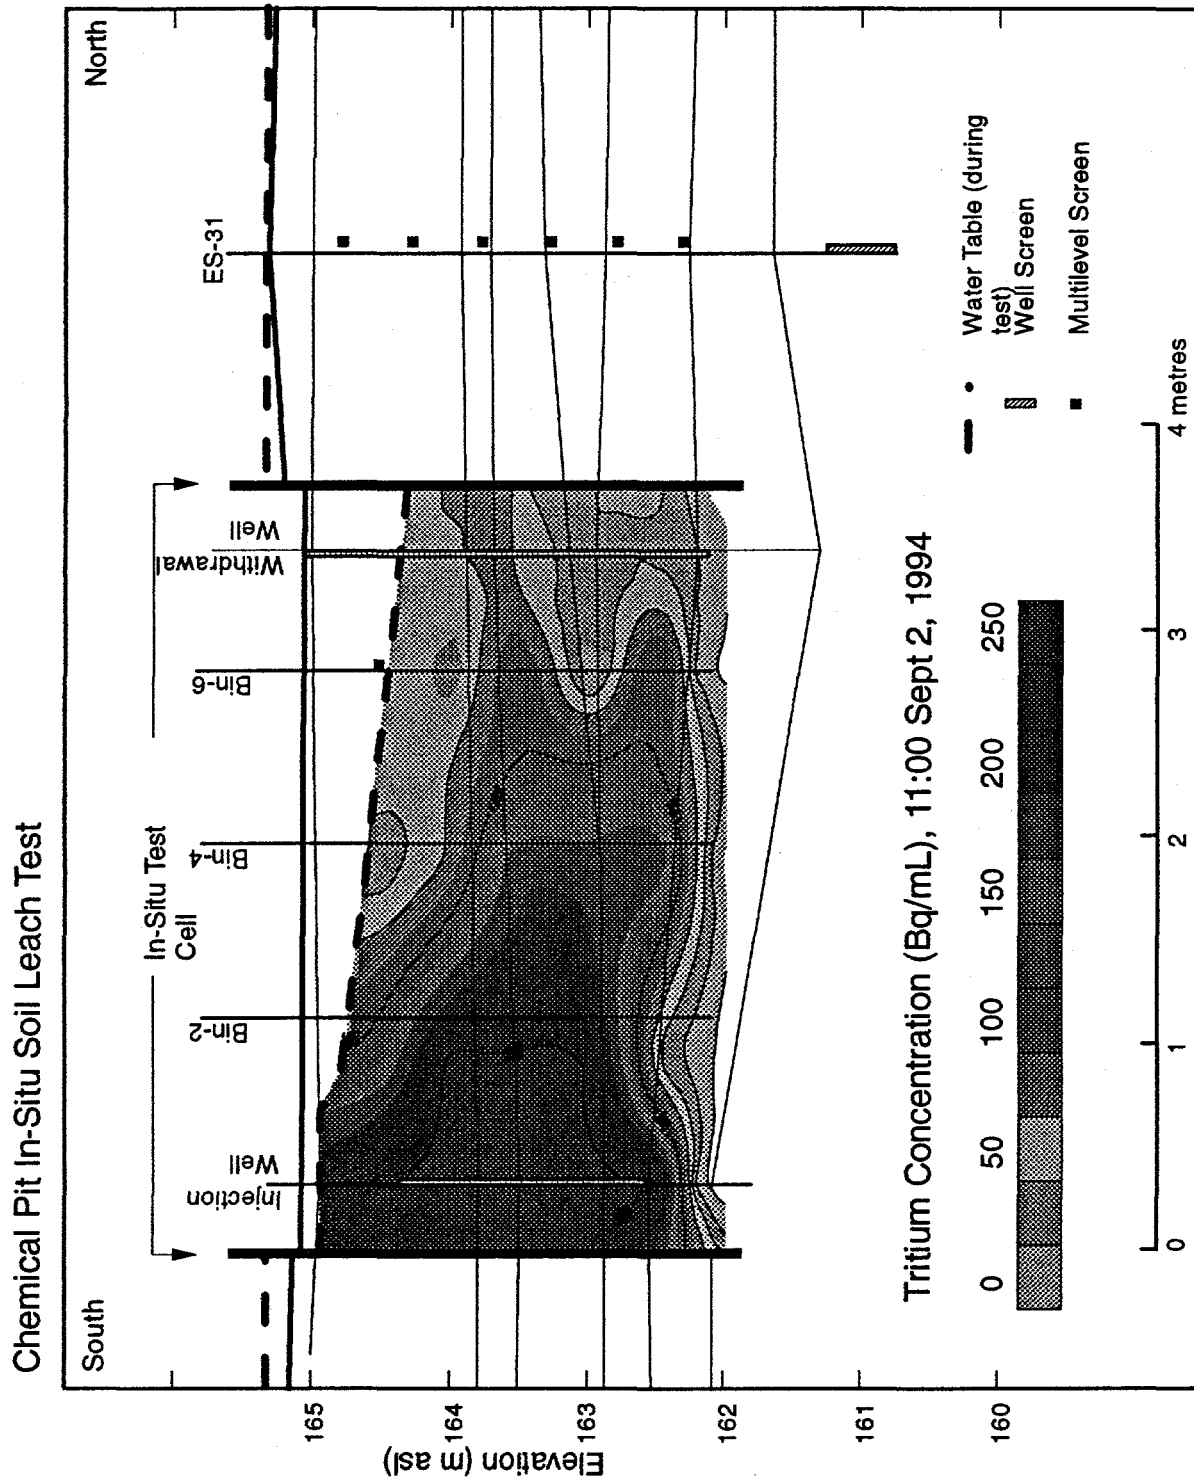 Chemical Pit In-Situ Soil Leach Test
South
North
In-Situ Test
Cell
ES-31
Injection
Well
Bin-2
Bin-4
Bin-6
Withdrawal
Well
165
164
163
162
161
160
Elevation (m asl)
Water Table (during
test)
Well Screen
Multilevel Screen
Tritium Concentration (Bq/mL), 11:00 Sept 2, 1994
0 50 100 150 200 250
0 1 2 3 4 metres